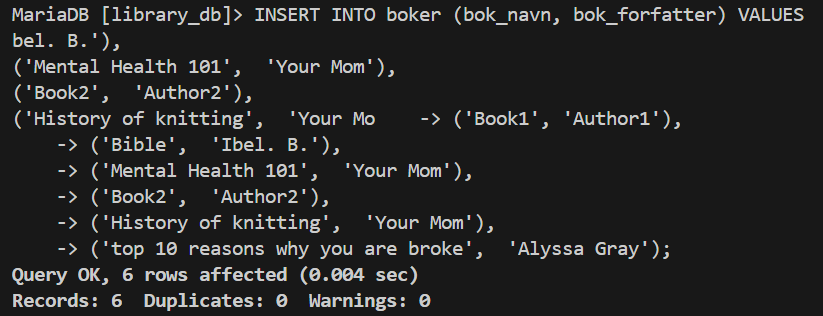 MariaDB [library_db]> INSERT INTO boker (bok_navn, bok_forfatter) VALUES
bel. B.'),
('Mental Health 101',  'Your Mom'),
('Book2',  'Author2'),
('History of knitting',  'Your Mo    -> ('Book1', 'Author1'),
    -> ('Bible',  'Ibel. B.'),
    -> ('Mental Health 101',  'Your Mom'),
    -> ('Book2',  'Author2'),
    -> ('History of knitting',  'Your Mom'),
    -> ('top 10 reasons why you are broke',  'Alyssa Gray');
Query OK, 6 rows affected (0.004 sec)
Records: 6  Duplicates: 0  Warnings: 0